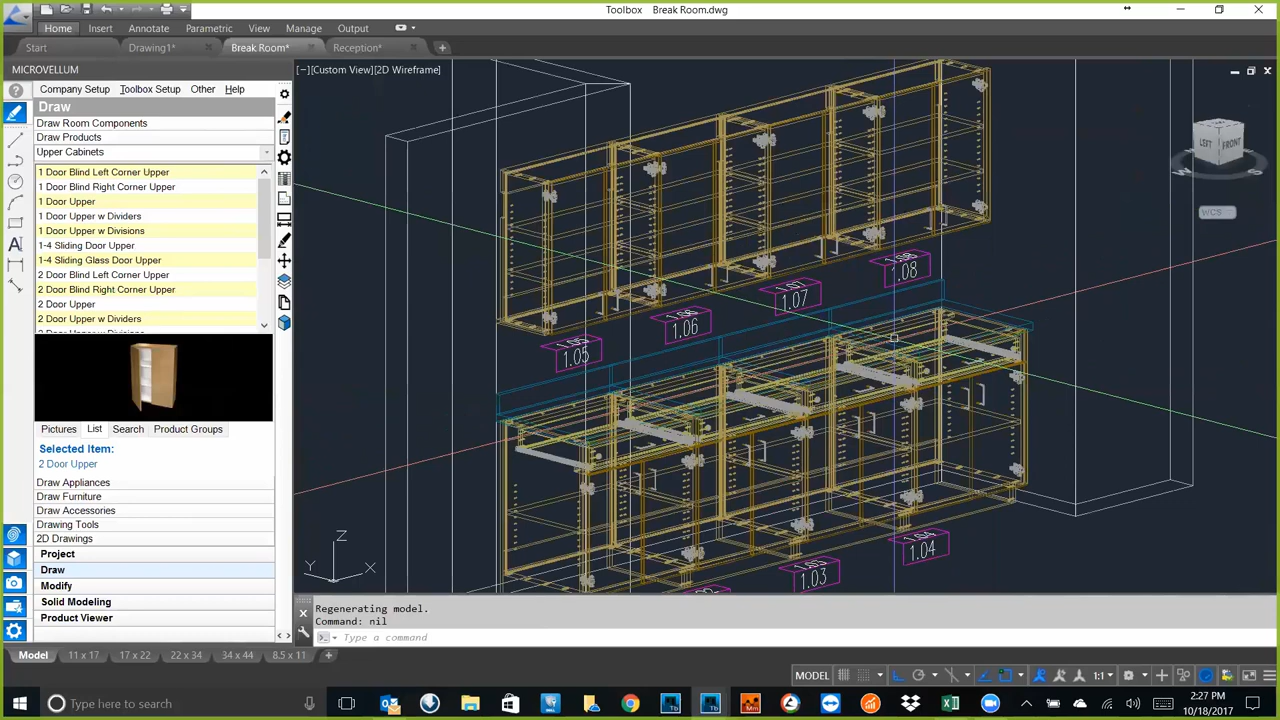 Toolbox Break Room.dwg
Home Insert Annotate Parametric View Manage Output
Start Drawing1* Break Room* Reception*
MICROVELLUM
Company Setup Toolbox Setup Other Help
Draw
Draw Room Components
Draw Products
Upper Cabinets
1 Door Blind Left Corner Upper
1 Door Blind Right Corner Upper
1 Door Upper
1 Door Upper w Dividers
1 Door Upper w Divisions
1-4 Sliding Door Upper
1-4 Sliding Glass Door Upper
2 Door Blind Left Corner Upper
2 Door Blind Right Corner Upper
2 Door Upper
2 Door Upper w Dividers
Pictures List Search Product Groups
Selected Item:
2 Door Upper
Draw Appliances
Draw Furniture
Draw Accessories
Drawing Tools
2D Drawings
Project
Draw
Modify
Solid Modeling
Product Viewer
[−][Custom View][2D Wireframe]
LEFT FRONT
WCS
1.08
1.07
1.06
1.05
1.04
1.03
Z
Y X
Regenerating model.
Command: nil
Type a command
Model 11 x 17 17 x 22 22 x 34 34 x 44 8.5 x 11
MODEL 1:1
Type here to search
2:27 PM
10/18/2017